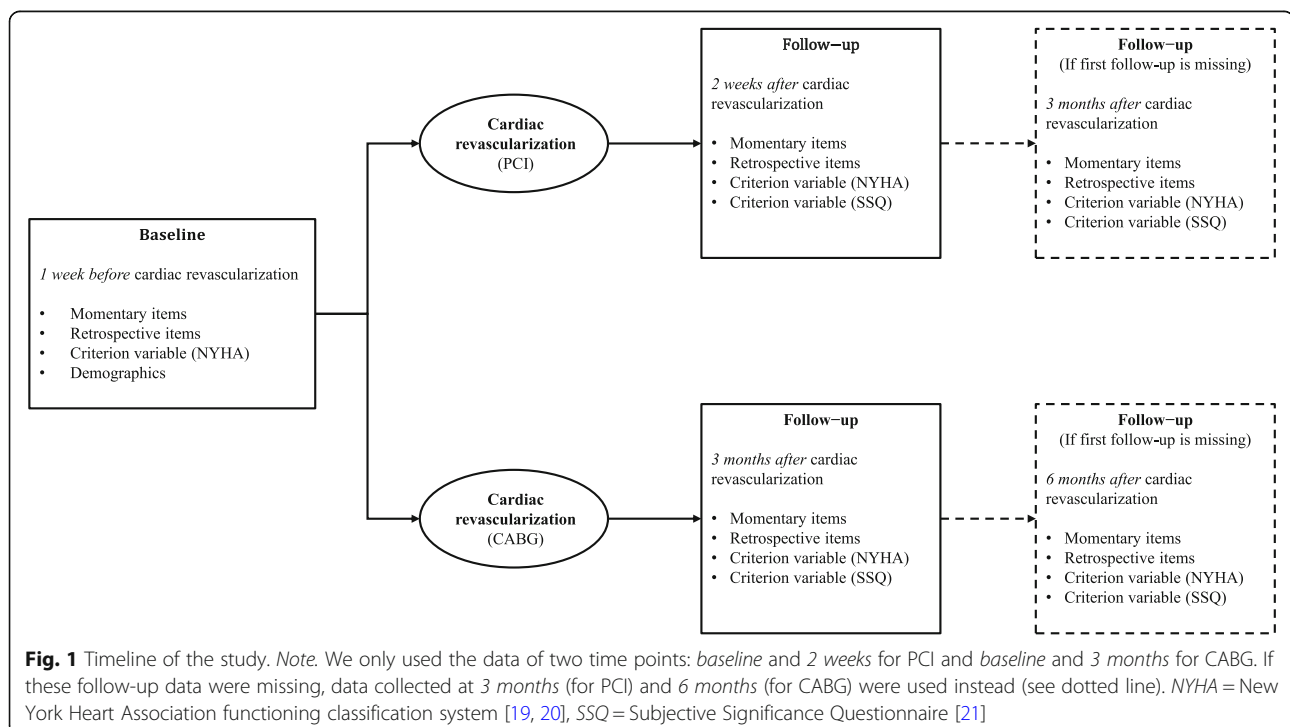 Baseline
1 week before cardiac revascularization
• Momentary items
• Retrospective items
• Criterion variable (NYHA)
• Demographics
Cardiac
revascularization
(PCI)
Follow–up
2 weeks after cardiac
revascularization
• Momentary items
• Retrospective items
• Criterion variable (NYHA)
• Criterion variable (SSQ)
Follow–up
(If first follow-up is missing)
3 months after cardiac
revascularization
• Momentary items
• Retrospective items
• Criterion variable (NYHA)
• Criterion variable (SSQ)
Cardiac
revascularization
(CABG)
Follow–up
3 months after cardiac
revascularization
• Momentary items
• Retrospective items
• Criterion variable (NYHA)
• Criterion variable (SSQ)
Follow–up
(If first follow-up is missing)
6 months after cardiac
revascularization
• Momentary items
• Retrospective items
• Criterion variable (NYHA)
• Criterion variable (SSQ)
Fig. 1 Timeline of the study. Note. We only used the data of two time points: baseline and 2 weeks for PCI and baseline and 3 months for CABG. If
these follow-up data were missing, data collected at 3 months (for PCI) and 6 months (for CABG) were used instead (see dotted line). NYHA = New
York Heart Association functioning classification system [19, 20], SSQ = Subjective Significance Questionnaire [21]